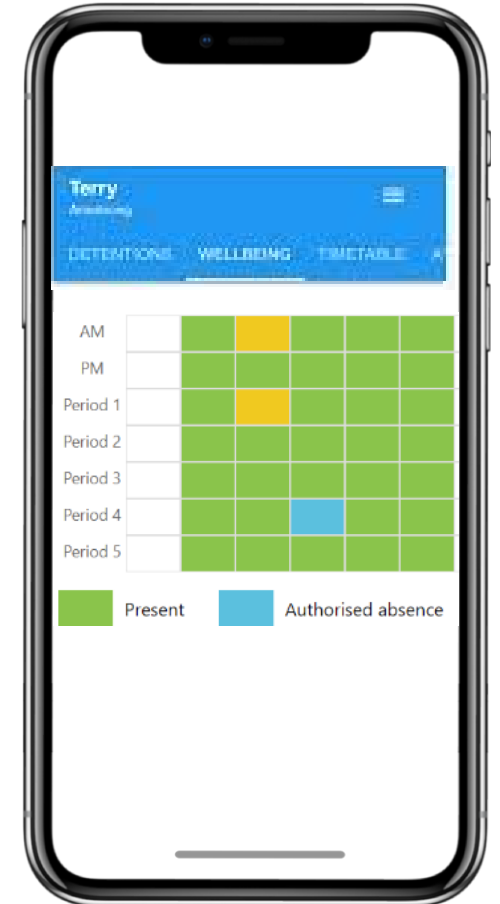 Terry
DETENTIONS WELLBEING TIMETABLE A
AM
PM
Period 1
Period 2
Period 3
Period 4
Period 5
Present Authorised absence